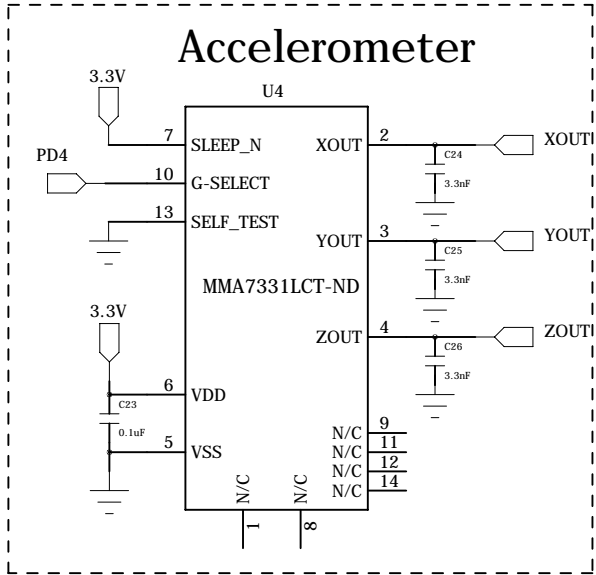 Accelerometer
3.3V
U4
7 SLEEP_N
XOUT 2
XOUT
C24
3.3nF
PD4
10 G-SELECT
13 SELF_TEST
YOUT 3
YOUT
C25
3.3nF
MMA7331LCT-ND
3.3V
ZOUT 4
ZOUT
C26
3.3nF
6 VDD
C23
0.1uF
5 VSS
N/C 9
N/C 11
N/C 12
N/C 14
N/C
N/C
1
8